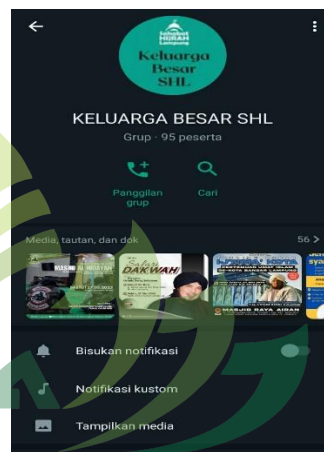 Sahabat
HIJRAH
Lampung
Keluarga
Besar
SHL
KELUARGA BESAR SHL
Grup · 95 peserta
Panggilan
grup
Cari
Media, tautan, dan dok
56 >
DAKWAH
MASJID RAYA AIRAN
Bisukan notifikasi
Notifikasi kustom
Tampilkan media